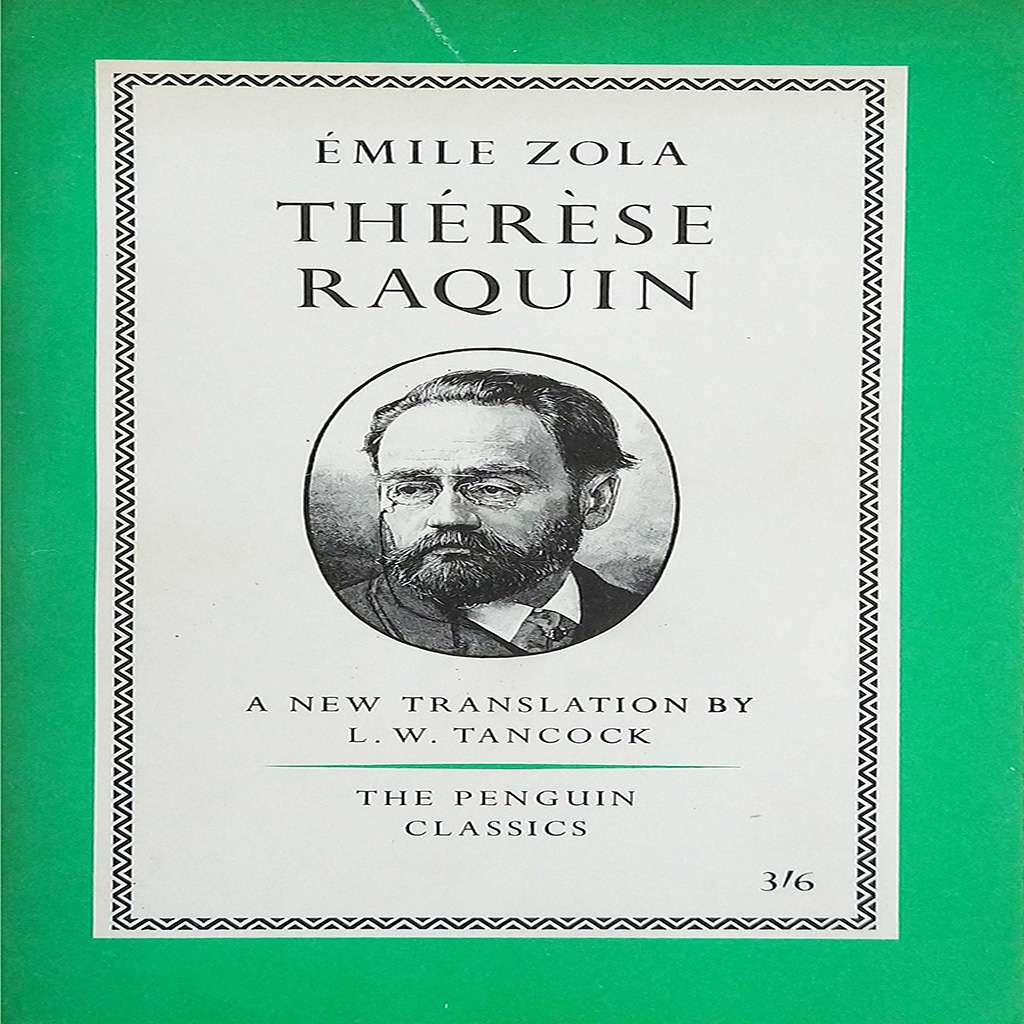 ÉMILE ZOLA
THÉRÈSE
RAQUIN
A NEW TRANSLATION BY
L. W. TANCOCK
THE PENGUIN
CLASSICS
3/6